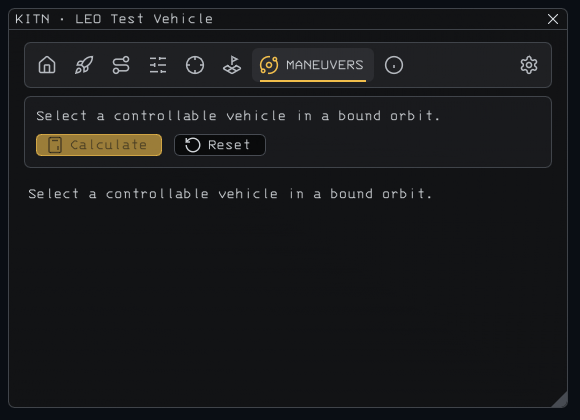 KITN · LEO Test Vehicle
MANEUVERS
Select a controllable vehicle in a bound orbit.
Calculate
Reset
Select a controllable vehicle in a bound orbit.